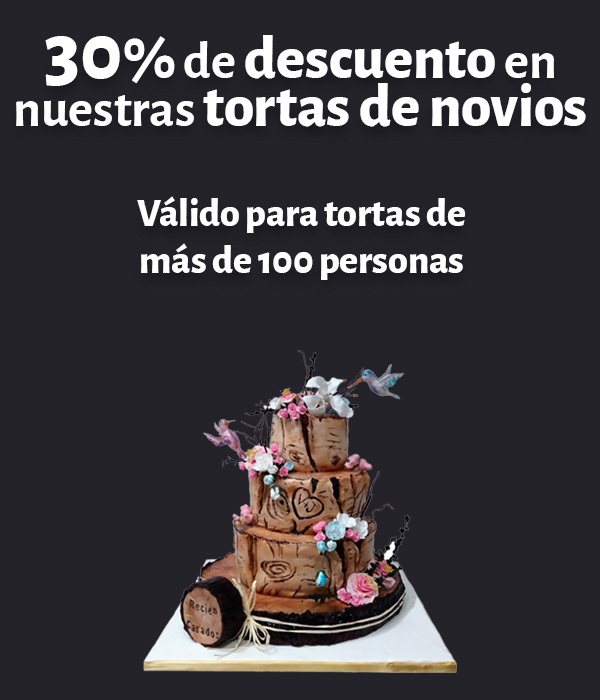 30% de descuento en
nuestras tortas de novios
Válido para tortas de
más de 100 personas
Recien
Casados